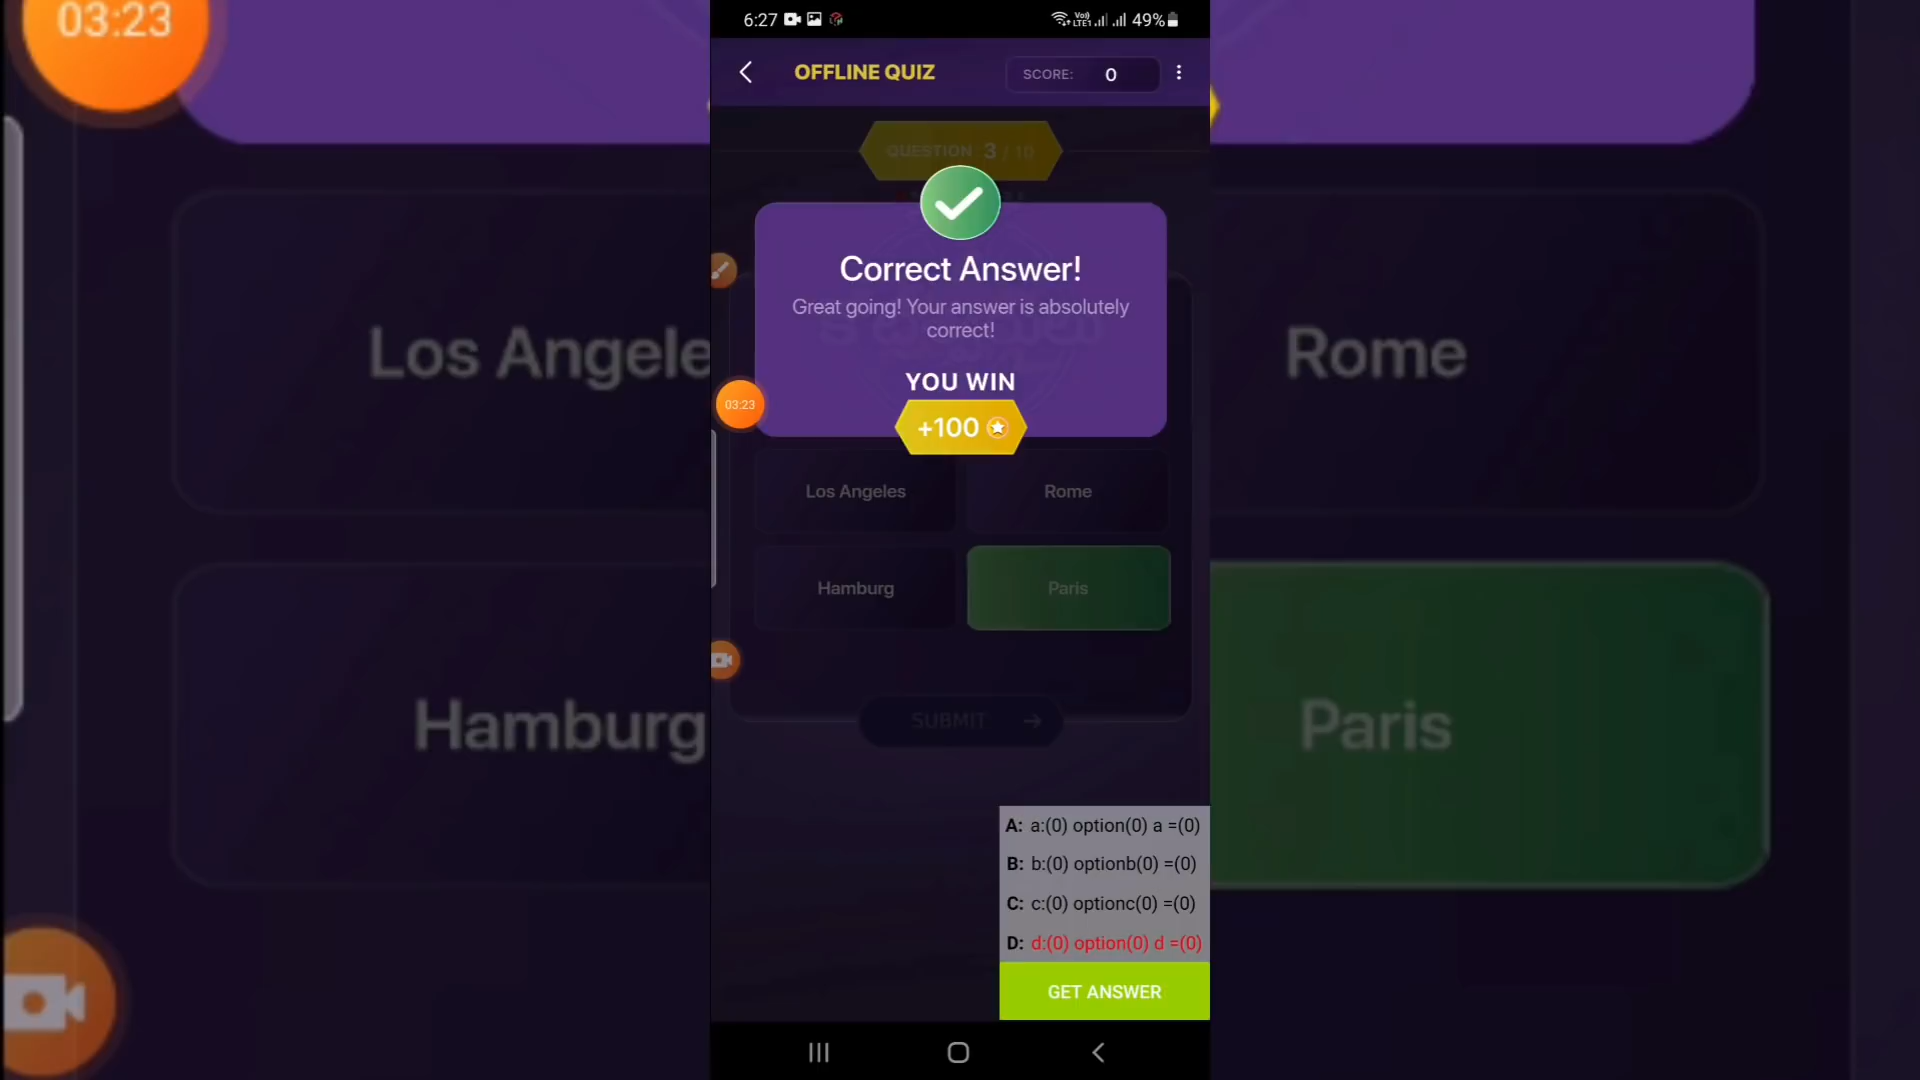 03:23
6:27
Vo))
LTE1
49%
OFFLINE QUIZ
SCORE: 0
QUESTION 3 / 10
Correct Answer!
Great going! Your answer is absolutely
correct!
YOU WIN
+100
03:23
Los Angeles Rome
Hamburg Paris
SUBMIT
Los Angele
Rome
Hamburg
Paris
A: a:(0) option(0) a =(0)
B: b:(0) optionb(0) =(0)
C: c:(0) optionc(0) =(0)
D: d:(0) option(0) d =(0)
GET ANSWER